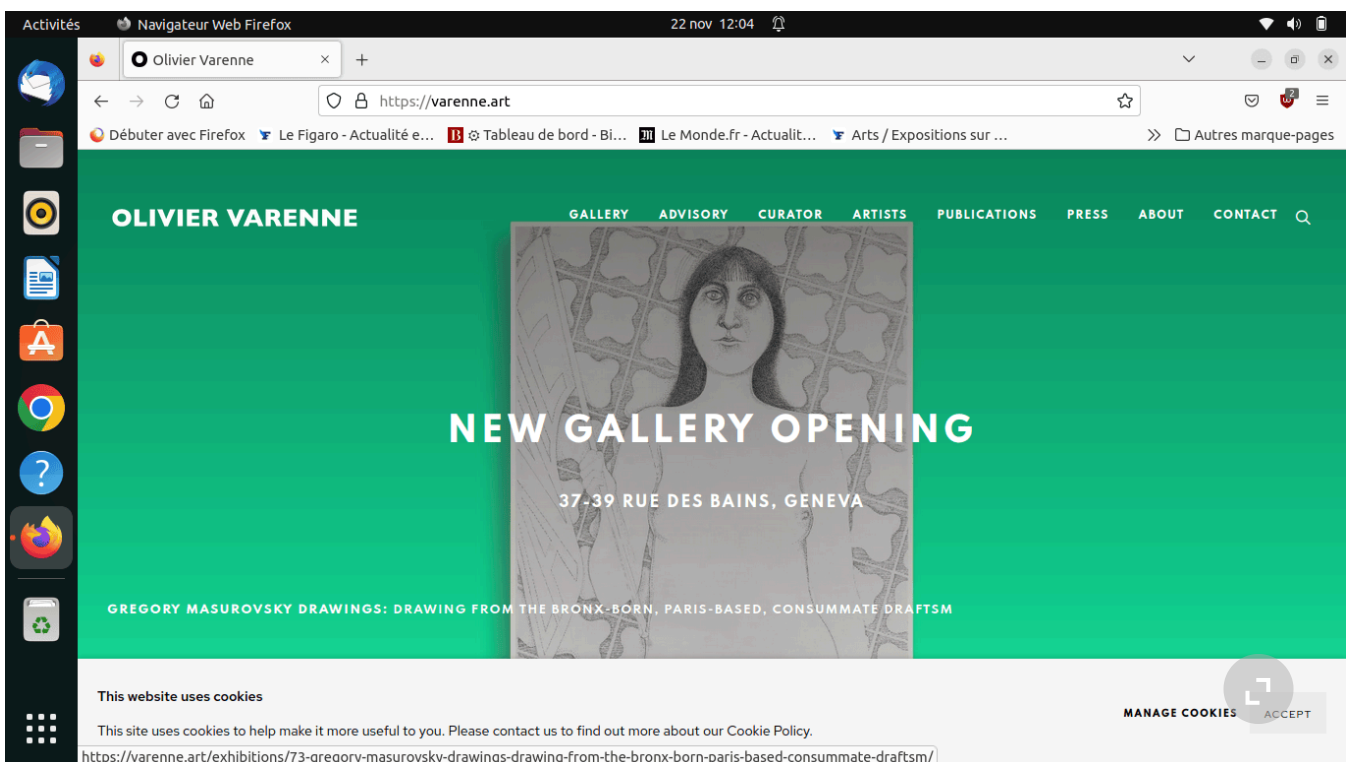 Activités Navigateur Web Firefox 22 nov 12:04
Olivier Varenne
https://varenne.art
2
Débuter avec Firefox Le Figaro - Actualité e... B Tableau de bord - Bi... M Le Monde.fr - Actualit... Arts / Expositions sur ... Autres marque-pages
OLIVIER VARENNE GALLERY ADVISORY CURATOR ARTISTS PUBLICATIONS PRESS ABOUT CONTACT
NEW GALLERY OPENING
37-39 RUE DES BAINS, GENEVA
GREGORY MASUROVSKY DRAWINGS: DRAWING FROM THE BRONX-BORN, PARIS-BASED, CONSUMMATE DRAFTSM
This website uses cookies
MANAGE COOKIES ACCEPT
This site uses cookies to help make it more useful to you. Please contact us to find out more about our Cookie Policy.
https://varenne.art/exhibitions/73-gregory-masurovsky-drawings-drawing-from-the-bronx-born-paris-based-consummate-draftsm/